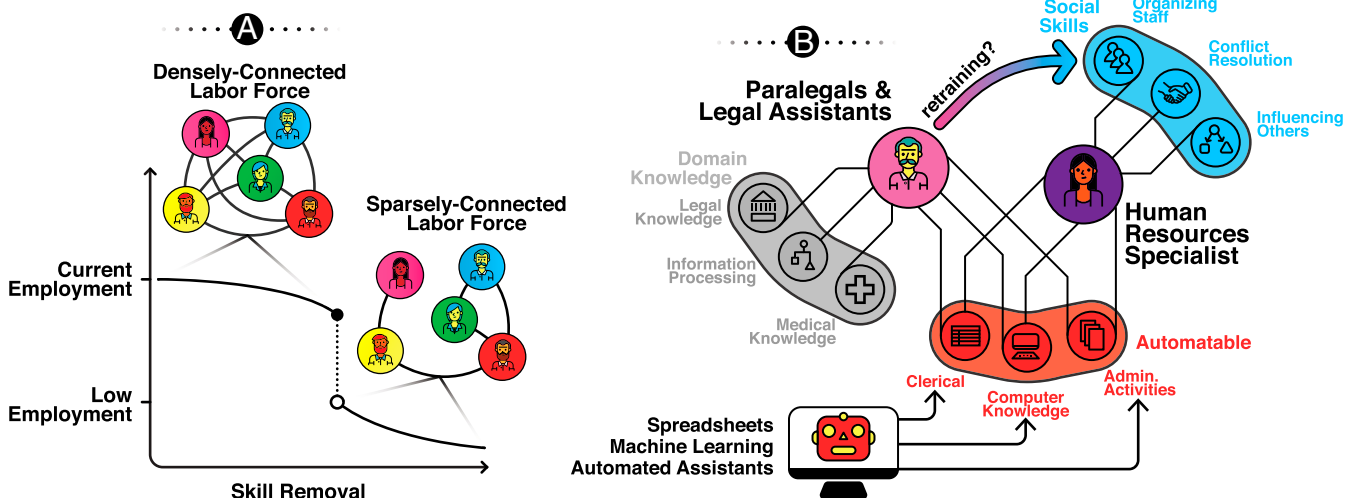 A
Densely-Connected
Labor Force
Sparsely-Connected
Labor Force
Current
Employment
Low
Employment
Skill Removal
B
Paralegals &
Legal Assistants
retraining?
Social
Skills
Organizing
Staff
Conflict
Resolution
Influencing
Others
Domain
Knowledge
Legal
Knowledge
Information
Processing
Medical
Knowledge
Human
Resources
Specialist
Automatable
Clerical
Computer
Knowledge
Admin.
Activities
Spreadsheets
Machine Learning
Automated Assistants